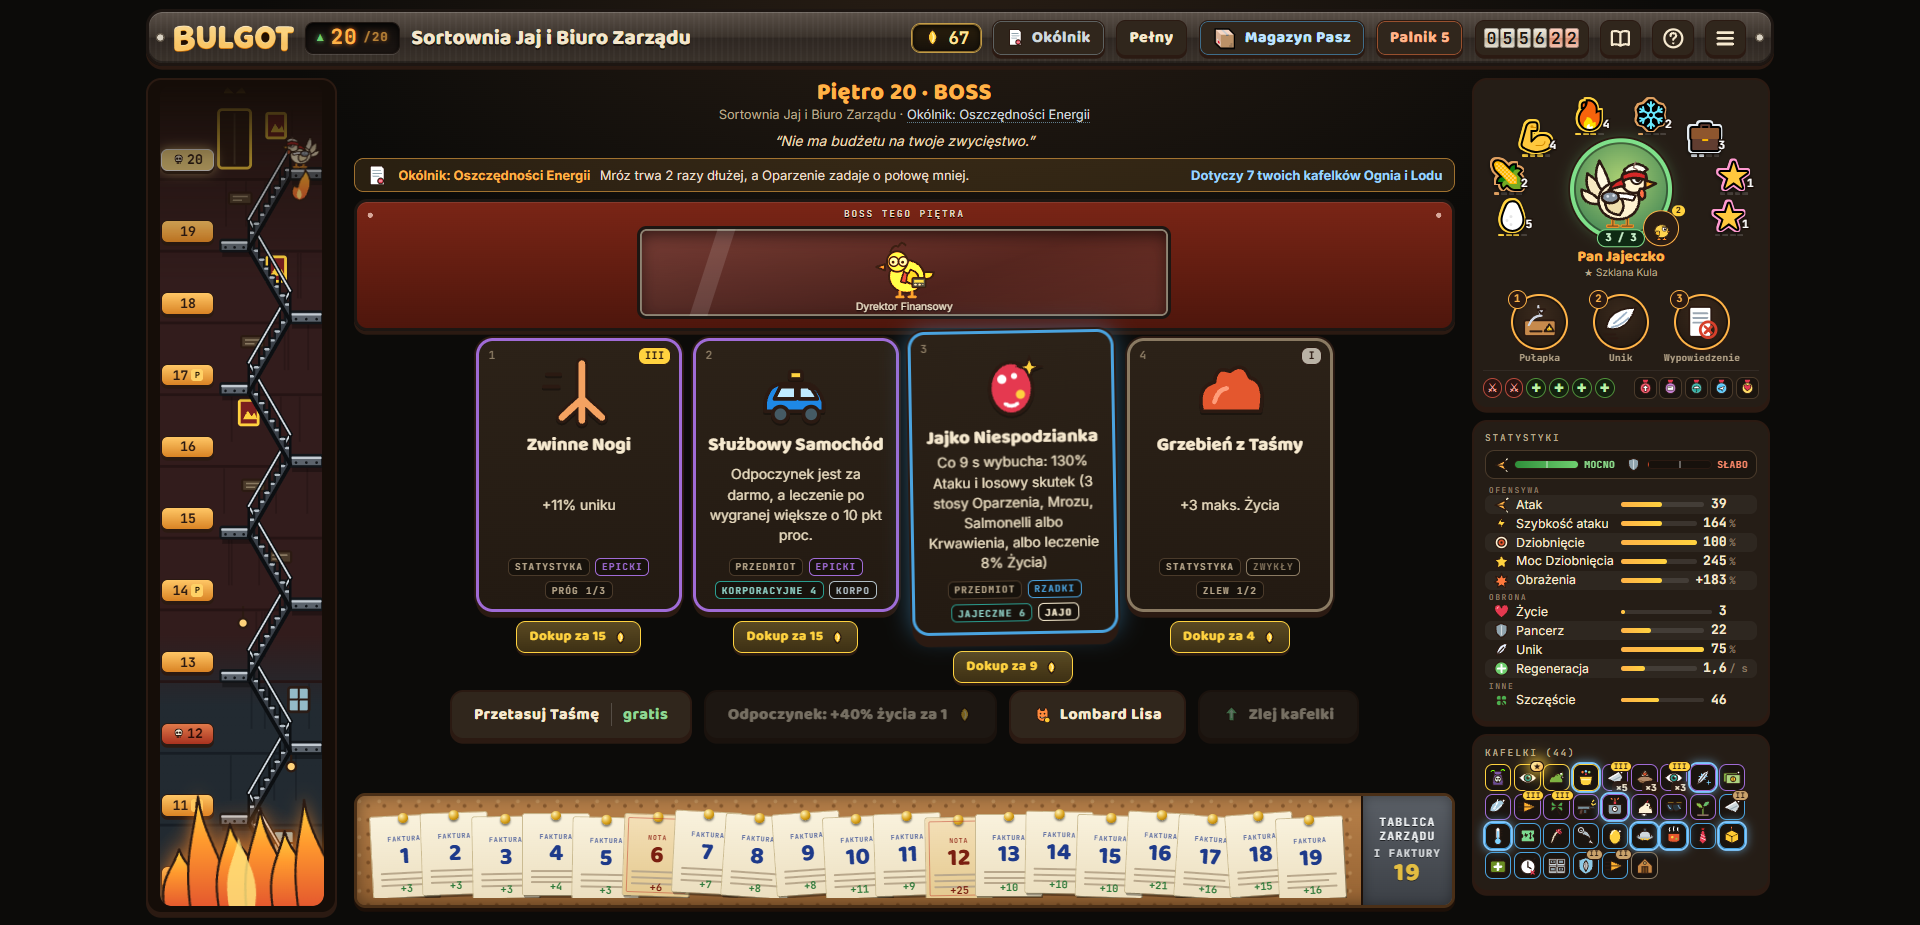 BULGOT
▲ 20 /20
Sortownia Jaj i Biuro Zarządu
67
Okólnik
Pełny
Magazyn Pasz
Palnik 5
055622
Piętro 20 · BOSS
Sortownia Jaj i Biuro Zarządu · Okólnik: Oszczędności Energii
“Nie ma budżetu na twoje zwycięstwo.”
Okólnik: Oszczędności Energii Mróz trwa 2 razy dłużej, a Oparzenie zadaje o połowę mniej.
Dotyczy 7 twoich kafelków Ognia i Lodu
BOSS TEGO PIĘTRA
Dyrektor Finansowy
20
19
18
17 P
16
15
14 P
13
12
11
1
III
Zwinne Nogi
+11% uniku
STATYSTYKA EPICKI
PRÓG 1/3
Dokup za 15
2
Służbowy Samochód
Odpoczynek jest za
darmo, a leczenie po
wygranej większe o 10 pkt
proc.
PRZEDMIOT EPICKI
KORPORACYJNE 4 KORPO
Dokup za 15
3
Jajko Niespodzianka
Co 9 s wybucha: 130%
Ataku i losowy skutek (3
stosy Oparzenia, Mrozu,
Salmonelli albo
Krwawienia, albo leczenie
8% Życia)
PRZEDMIOT RZADKI
JAJECZNE 6 JAJO
Dokup za 9
4
I
Grzebień z Taśmy
+3 maks. Życia
STATYSTYKA ZWYKŁY
ZLEW 1/2
Dokup za 4
Przetasuj Taśmę gratis
Odpoczynek: +40% życia za 1
Lombard Lisa
Zlej kafelki
FAKTURA 1 +3
FAKTURA 2 +3
FAKTURA 3 +3
FAKTURA 4 +4
FAKTURA 5 +3
NOTA 6 +6
FAKTURA 7 +7
FAKTURA 8 +8
FAKTURA 9 +8
FAKTURA 10 +11
FAKTURA 11 +9
NOTA 12 +25
FAKTURA 13 +10
FAKTURA 14 +10
FAKTURA 15 +10
FAKTURA 16 +21
FAKTURA 17 +16
FAKTURA 18 +15
FAKTURA 19 +16
TABLICA
ZARZĄDU
I FAKTURY
19
4
2
4
3
2
1
5
1
2
3 / 3
Pan Jajeczko
★ Szklana Kula
1
2
3
Pułapka
Unik
Wypowiedzenie
STATYSTYKI
MOCNO
SŁABO
OFENSYWA
Atak 39
Szybkość ataku 164 %
Dziobnięcie 100 %
Moc Dziobnięcia 245 %
Obrażenia +183 %
OBRONA
Życie 3
Pancerz 22
Unik 75 %
Regeneracja 1,6 / s
INNE
Szczęście 46
KAFELKI (44)
★
III
×5
×3
III
×3
III
III
II
II
II